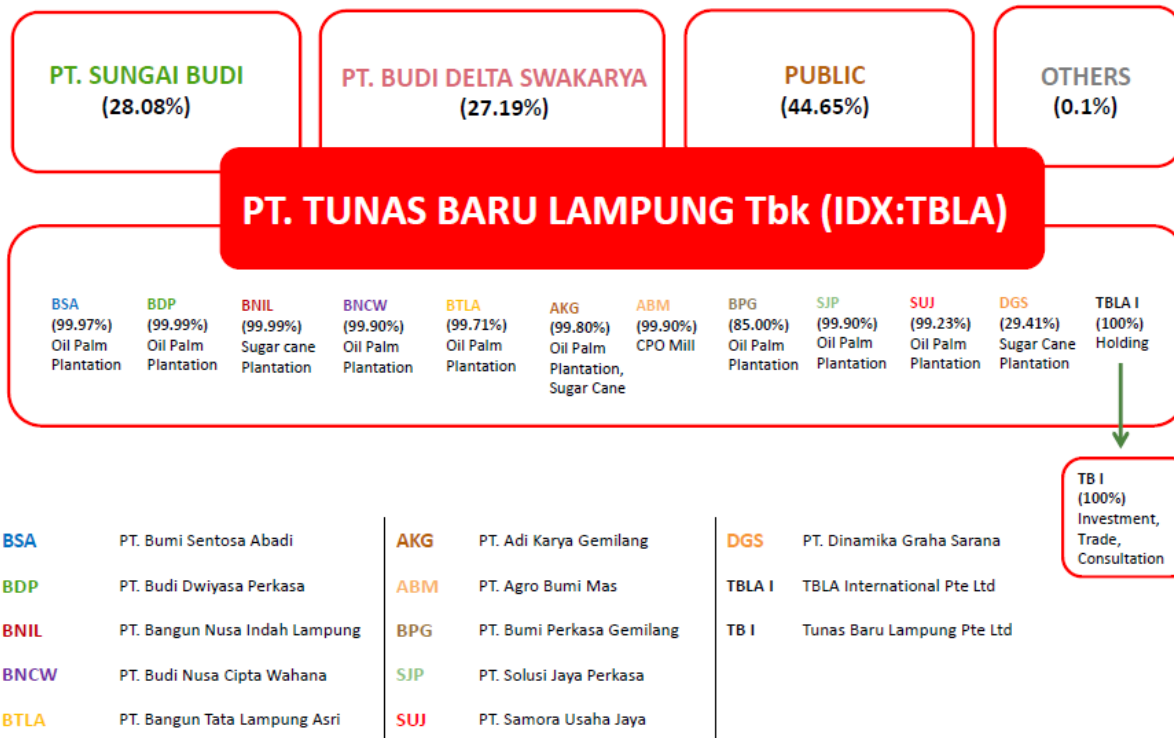 PT. SUNGAI BUDI
(28.08%)
PT. BUDI DELTA SWAKARYA
(27.19%)
PUBLIC
(44.65%)
OTHERS
(0.1%)
PT. TUNAS BARU LAMPUNG Tbk (IDX:TBLA)
BSA
(99.97%)
Oil Palm
Plantation
BDP
(99.99%)
Oil Palm
Plantation
BNIL
(99.99%)
Sugar cane
Plantation
BNCW
(99.90%)
Oil Palm
Plantation
BTLA
(99.71%)
Oil Palm
Plantation
AKG
(99.80%)
Oil Palm
Plantation,
Sugar Cane
ABM
(99.90%)
CPO Mill
BPG
(85.00%)
Oil Palm
Plantation
SJP
(99.90%)
Oil Palm
Plantation
SUJ
(99.23%)
Oil Palm
Plantation
DGS
(29.41%)
Sugar Cane
Plantation
TBLA I
(100%)
Holding
TB I
(100%)
Investment,
Trade,
Consultation
BSA PT. Bumi Sentosa Abadi
BDP PT. Budi Dwiyasa Perkasa
BNIL PT. Bangun Nusa Indah Lampung
BNCW PT. Budi Nusa Cipta Wahana
BTLA PT. Bangun Tata Lampung Asri
AKG PT. Adi Karya Gemilang
ABM PT. Agro Bumi Mas
BPG PT. Bumi Perkasa Gemilang
SJP PT. Solusi Jaya Perkasa
SUJ PT. Samora Usaha Jaya
DGS PT. Dinamika Graha Sarana
TBLA I TBLA International Pte Ltd
TB I Tunas Baru Lampung Pte Ltd